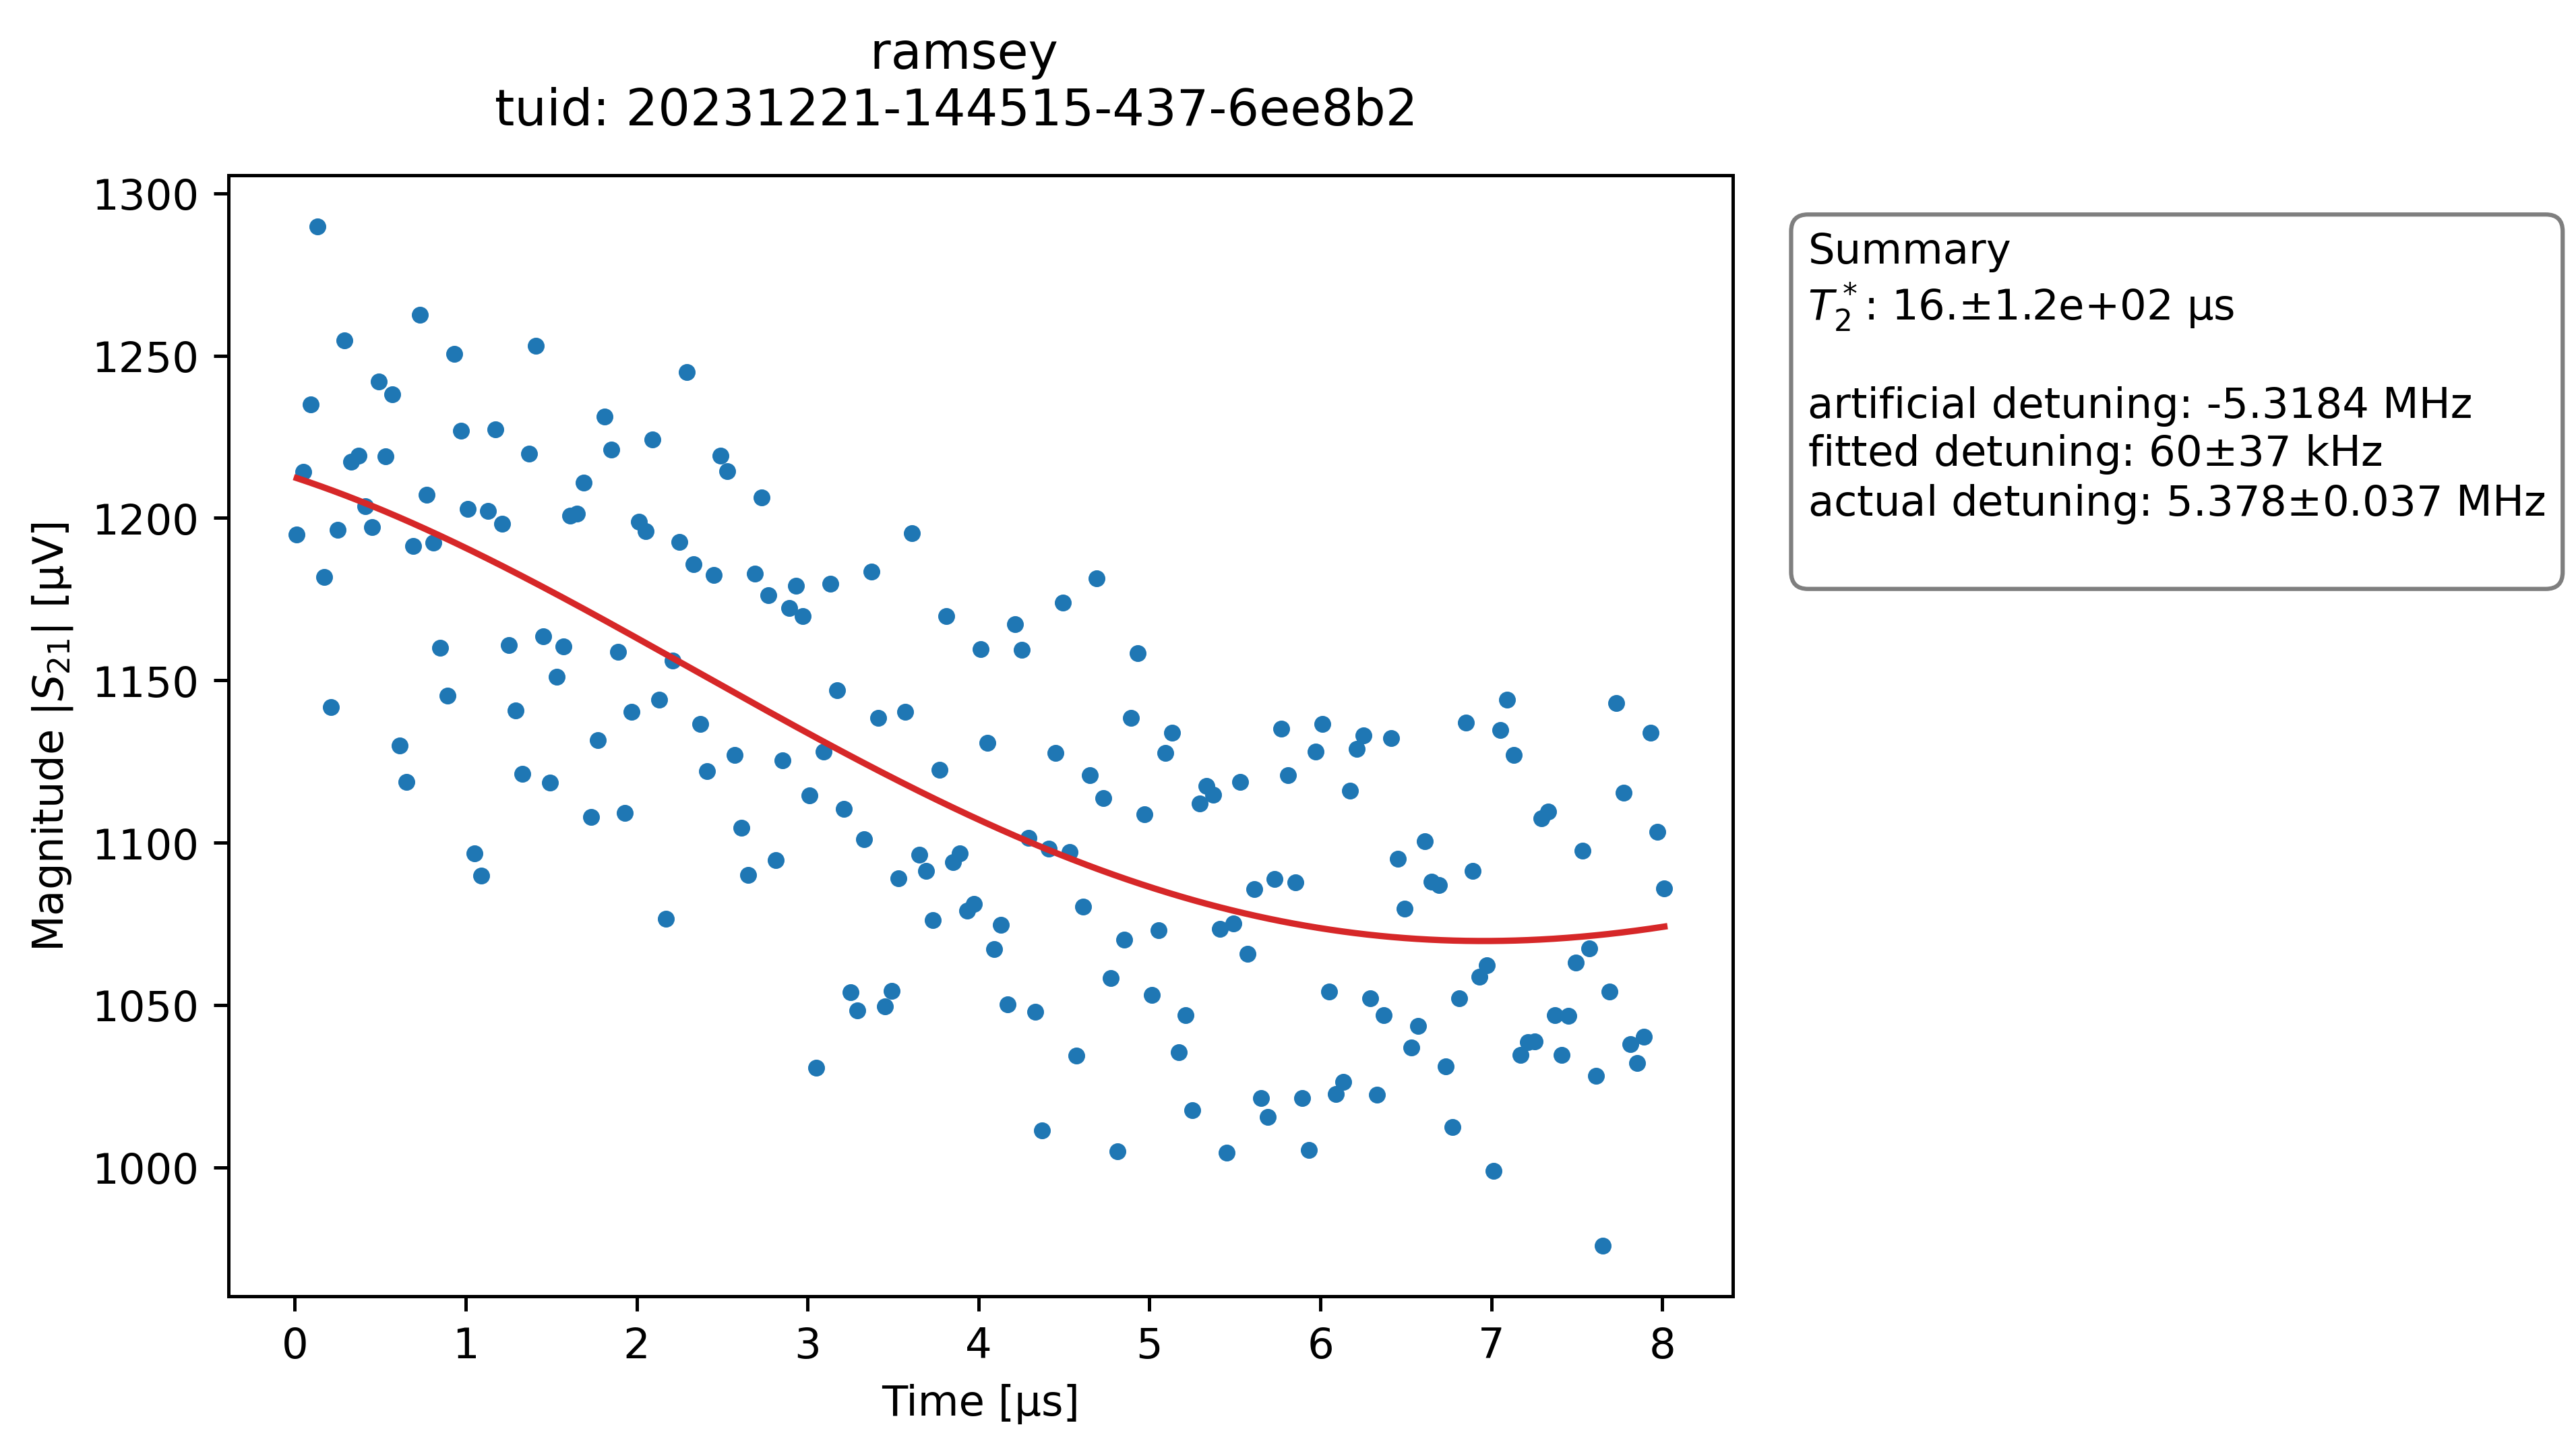 ramsey
tuid: 20231221-144515-437-6ee8b2
Magnitude |S21| [µV]
1300
1250
1200
1150
1100
1050
1000
0 1 2 3 4 5 6 7 8
Time [µs]
Summary
T2*: 16.±1.2e+02 µs
artificial detuning: -5.3184 MHz
fitted detuning: 60±37 kHz
actual detuning: 5.378±0.037 MHz